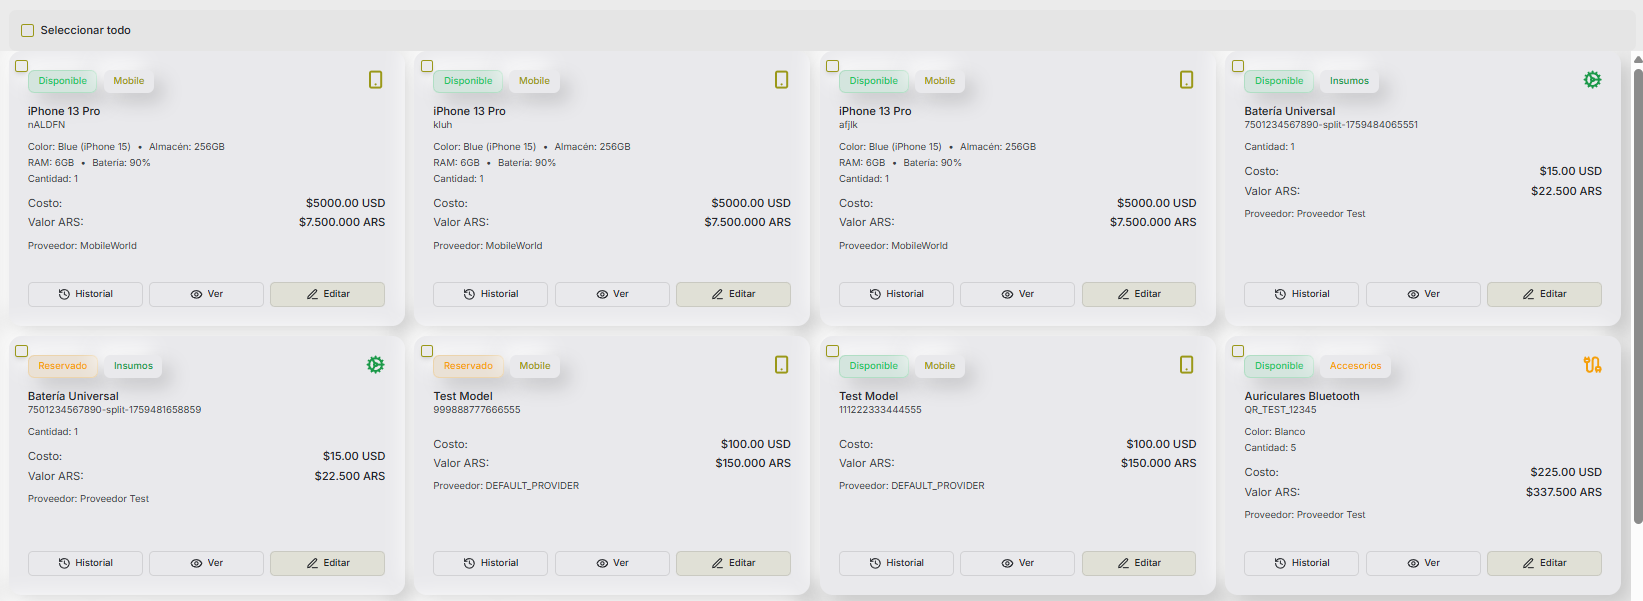 Seleccionar todo
Disponible
Mobile
iPhone 13 Pro
nALDFN
Color: Blue (iPhone 15) • Almacén: 256GB
RAM: 6GB • Batería: 90%
Cantidad: 1
Costo: $5000.00 USD
Valor ARS: $7.500.000 ARS
Proveedor: MobileWorld
Historial
Ver
Editar
Disponible
Mobile
iPhone 13 Pro
kluh
Color: Blue (iPhone 15) • Almacén: 256GB
RAM: 6GB • Batería: 90%
Cantidad: 1
Costo: $5000.00 USD
Valor ARS: $7.500.000 ARS
Proveedor: MobileWorld
Historial
Ver
Editar
Disponible
Mobile
iPhone 13 Pro
afjlk
Color: Blue (iPhone 15) • Almacén: 256GB
RAM: 6GB • Batería: 90%
Cantidad: 1
Costo: $5000.00 USD
Valor ARS: $7.500.000 ARS
Proveedor: MobileWorld
Historial
Ver
Editar
Disponible
Insumos
Batería Universal
7501234567890-split-1759484065551
Cantidad: 1
Costo: $15.00 USD
Valor ARS: $22.500 ARS
Proveedor: Proveedor Test
Historial
Ver
Editar
Reservado
Insumos
Batería Universal
7501234567890-split-1759481658859
Cantidad: 1
Costo: $15.00 USD
Valor ARS: $22.500 ARS
Proveedor: Proveedor Test
Historial
Ver
Editar
Reservado
Mobile
Test Model
999888777666555
Costo: $100.00 USD
Valor ARS: $150.000 ARS
Proveedor: DEFAULT_PROVIDER
Historial
Ver
Editar
Disponible
Mobile
Test Model
111222333444555
Costo: $100.00 USD
Valor ARS: $150.000 ARS
Proveedor: DEFAULT_PROVIDER
Historial
Ver
Editar
Disponible
Accesorios
Auriculares Bluetooth
QR_TEST_12345
Color: Blanco
Cantidad: 5
Costo: $225.00 USD
Valor ARS: $337.500 ARS
Proveedor: Proveedor Test
Historial
Ver
Editar